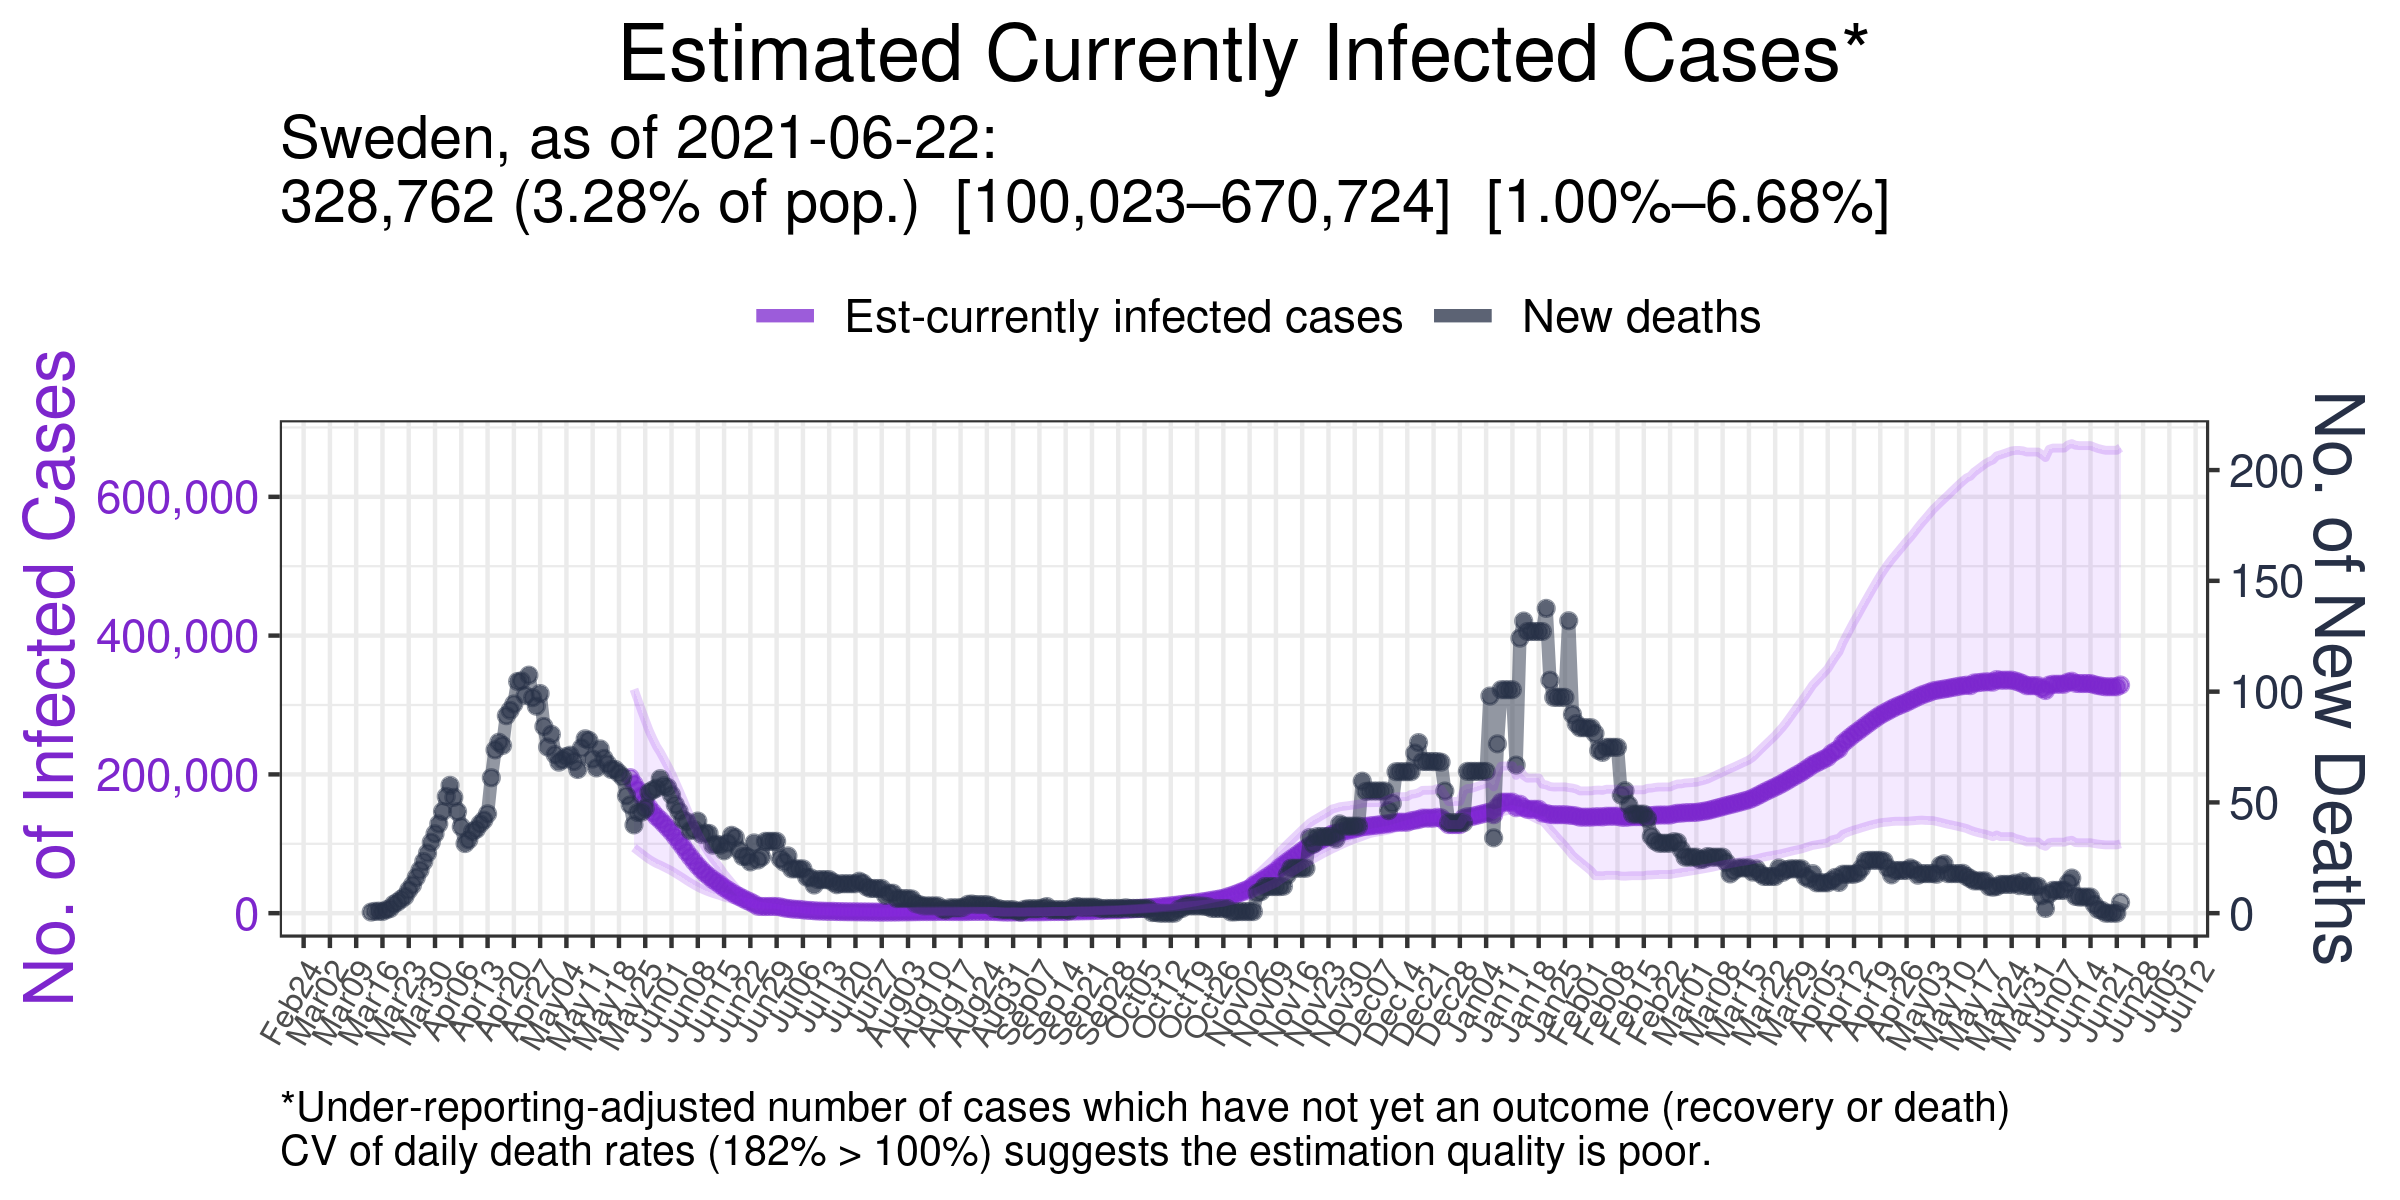 Estimated Currently Infected Cases*
Sweden, as of 2021-06-22:
328,762 (3.28% of pop.)  [100,023–670,724]  [1.00%–6.68%]
Est-currently infected cases
New deaths
No. of Infected Cases
600,000
400,000
200,000
0
200
150
100
50
0
No. of New Deaths
Feb24
Mar02
Mar09
Mar16
Mar23
Mar30
Apr06
Apr13
Apr20
Apr27
May04
May11
May18
May25
Jun01
Jun08
Jun15
Jun22
Jun29
Jul06
Jul13
Jul20
Jul27
Aug03
Aug10
Aug17
Aug24
Aug31
Sep07
Sep14
Sep21
Sep28
Oct05
Oct12
Oct19
Oct26
Nov02
Nov09
Nov16
Nov23
Nov30
Dec07
Dec14
Dec21
Dec28
Jan04
Jan11
Jan18
Jan25
Feb01
Feb08
Feb15
Feb22
Mar01
Mar08
Mar15
Mar22
Mar29
Apr05
Apr12
Apr19
Apr26
May03
May10
May17
May24
May31
Jun07
Jun14
Jun21
Jun28
Jul05
Jul12
*Under-reporting-adjusted number of cases which have not yet an outcome (recovery or death)
CV of daily death rates (182% > 100%) suggests the estimation quality is poor.